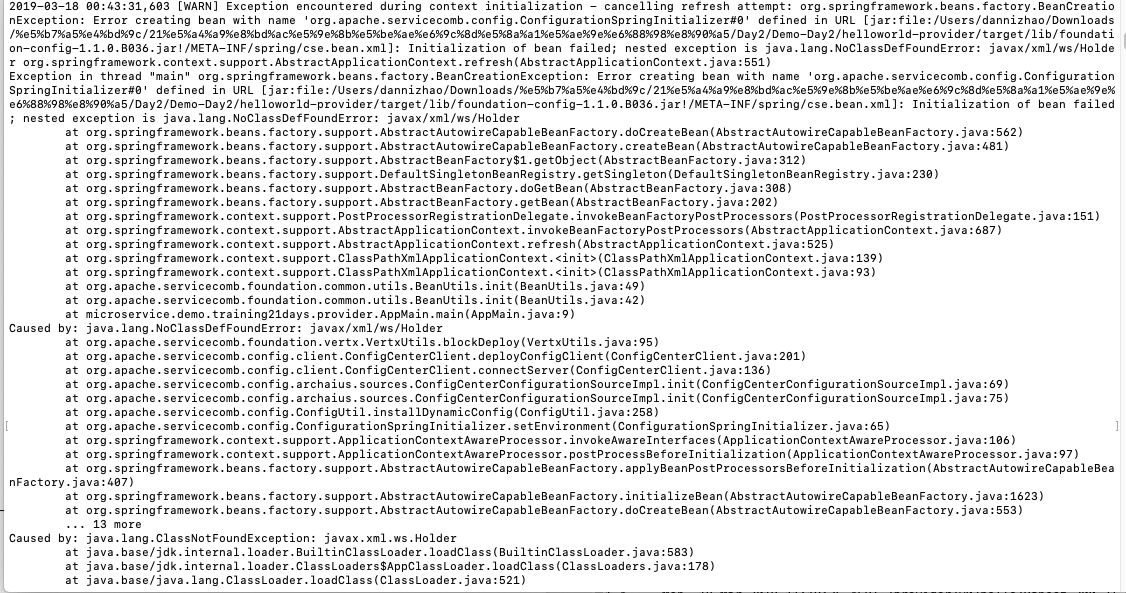 2019-03-18 00:43:31,603 [WARN] Exception encountered during context initialization - cancelling refresh attempt: org.springframework.beans.factory.BeanCreatio
nException: Error creating bean with name 'org.apache.servicecomb.config.ConfigurationSpringInitializer#0' defined in URL [jar:file:/Users/dannizhao/Downloads
/%e5%b7%a5%e4%bd%9c/21%e5%a4%a9%e8%bd%ac%e5%9e%8b%e5%be%ae%e6%9c%8d%e5%8a%a1%e5%ae%9e%e6%88%98%e8%90%a5/Day2/Demo-Day2/helloworld-provider/target/lib/foundati
on-config-1.1.0.B036.jar!/META-INF/spring/cse.bean.xml]: Initialization of bean failed; nested exception is java.lang.NoClassDefFoundError: javax/xml/ws/Holde
r org.springframework.context.support.AbstractApplicationContext.refresh(AbstractApplicationContext.java:551)
Exception in thread "main" org.springframework.beans.factory.BeanCreationException: Error creating bean with name 'org.apache.servicecomb.config.Configuration
SpringInitializer#0' defined in URL [jar:file:/Users/dannizhao/Downloads/%e5%b7%a5%e4%bd%9c/21%e5%a4%a9%e8%bd%ac%e5%9e%8b%e5%be%ae%e6%9c%8d%e5%8a%a1%e5%ae%9e%
e6%88%98%e8%90%a5/Day2/Demo-Day2/helloworld-provider/target/lib/foundation-config-1.1.0.B036.jar!/META-INF/spring/cse.bean.xml]: Initialization of bean failed
; nested exception is java.lang.NoClassDefFoundError: javax/xml/ws/Holder
at org.springframework.beans.factory.support.AbstractAutowireCapableBeanFactory.doCreateBean(AbstractAutowireCapableBeanFactory.java:562)
at org.springframework.beans.factory.support.AbstractAutowireCapableBeanFactory.createBean(AbstractAutowireCapableBeanFactory.java:481)
at org.springframework.beans.factory.support.AbstractBeanFactory$1.getObject(AbstractBeanFactory.java:312)
at org.springframework.beans.factory.support.DefaultSingletonBeanRegistry.getSingleton(DefaultSingletonBeanRegistry.java:230)
at org.springframework.beans.factory.support.AbstractBeanFactory.doGetBean(AbstractBeanFactory.java:308)
at org.springframework.beans.factory.support.AbstractBeanFactory.getBean(AbstractBeanFactory.java:202)
at org.springframework.context.support.PostProcessorRegistrationDelegate.invokeBeanFactoryPostProcessors(PostProcessorRegistrationDelegate.java:151)
at org.springframework.context.support.AbstractApplicationContext.invokeBeanFactoryPostProcessors(AbstractApplicationContext.java:687)
at org.springframework.context.support.AbstractApplicationContext.refresh(AbstractApplicationContext.java:525)
at org.springframework.context.support.ClassPathXmlApplicationContext.<init>(ClassPathXmlApplicationContext.java:139)
at org.springframework.context.support.ClassPathXmlApplicationContext.<init>(ClassPathXmlApplicationContext.java:93)
at org.apache.servicecomb.foundation.common.utils.BeanUtils.init(BeanUtils.java:49)
at org.apache.servicecomb.foundation.common.utils.BeanUtils.init(BeanUtils.java:42)
at microservice.demo.training21days.provider.AppMain.main(AppMain.java:9)
Caused by: java.lang.NoClassDefFoundError: javax/xml/ws/Holder
at org.apache.servicecomb.foundation.vertx.VertxUtils.blockDeploy(VertxUtils.java:95)
at org.apache.servicecomb.config.client.ConfigCenterClient.deployConfigClient(ConfigCenterClient.java:201)
at org.apache.servicecomb.config.client.ConfigCenterClient.connectServer(ConfigCenterClient.java:136)
at org.apache.servicecomb.config.archaius.sources.ConfigCenterConfigurationSourceImpl.init(ConfigCenterConfigurationSourceImpl.java:69)
at org.apache.servicecomb.config.archaius.sources.ConfigCenterConfigurationSourceImpl.init(ConfigCenterConfigurationSourceImpl.java:75)
at org.apache.servicecomb.config.ConfigUtil.installDynamicConfig(ConfigUtil.java:258)
at org.apache.servicecomb.config.ConfigurationSpringInitializer.setEnvironment(ConfigurationSpringInitializer.java:65)
at org.springframework.context.support.ApplicationContextAwareProcessor.invokeAwareInterfaces(ApplicationContextAwareProcessor.java:106)
at org.springframework.context.support.ApplicationContextAwareProcessor.postProcessBeforeInitialization(ApplicationContextAwareProcessor.java:97)
at org.springframework.beans.factory.support.AbstractAutowireCapableBeanFactory.applyBeanPostProcessorsBeforeInitialization(AbstractAutowireCapableBea
nFactory.java:407)
at org.springframework.beans.factory.support.AbstractAutowireCapableBeanFactory.initializeBean(AbstractAutowireCapableBeanFactory.java:1623)
at org.springframework.beans.factory.support.AbstractAutowireCapableBeanFactory.doCreateBean(AbstractAutowireCapableBeanFactory.java:553)
... 13 more
Caused by: java.lang.ClassNotFoundException: javax.xml.ws.Holder
at java.base/jdk.internal.loader.BuiltinClassLoader.loadClass(BuiltinClassLoader.java:583)
at java.base/jdk.internal.loader.ClassLoaders$AppClassLoader.loadClass(ClassLoaders.java:178)
at java.base/java.lang.ClassLoader.loadClass(ClassLoader.java:521)